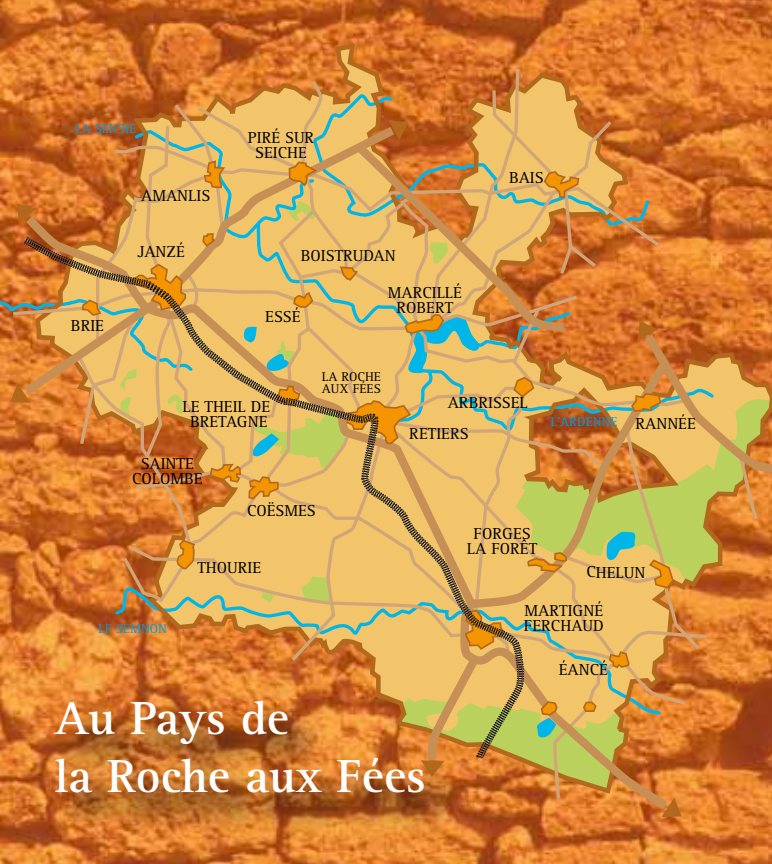 LA SEICHE
PIRÉ SUR
SEICHE
BAIS
AMANLIS
JANZÉ
BOISTRUDAN
MARCILLÉ
ROBERT
ESSÉ
BRIE
LA ROCHE
AUX FÉES
ARBRISSEL
LE THEIL DE
BRETAGNE
L'ARDENNE
RANNÉE
RETIERS
SAINTE
COLOMBE
COËSMES
FORGES
LA FORÊT
THOURIE
CHELUN
MARTIGNÉ
FERCHAUD
LE SEMNON
ÉANCÉ
Au Pays de
la Roche aux Fées